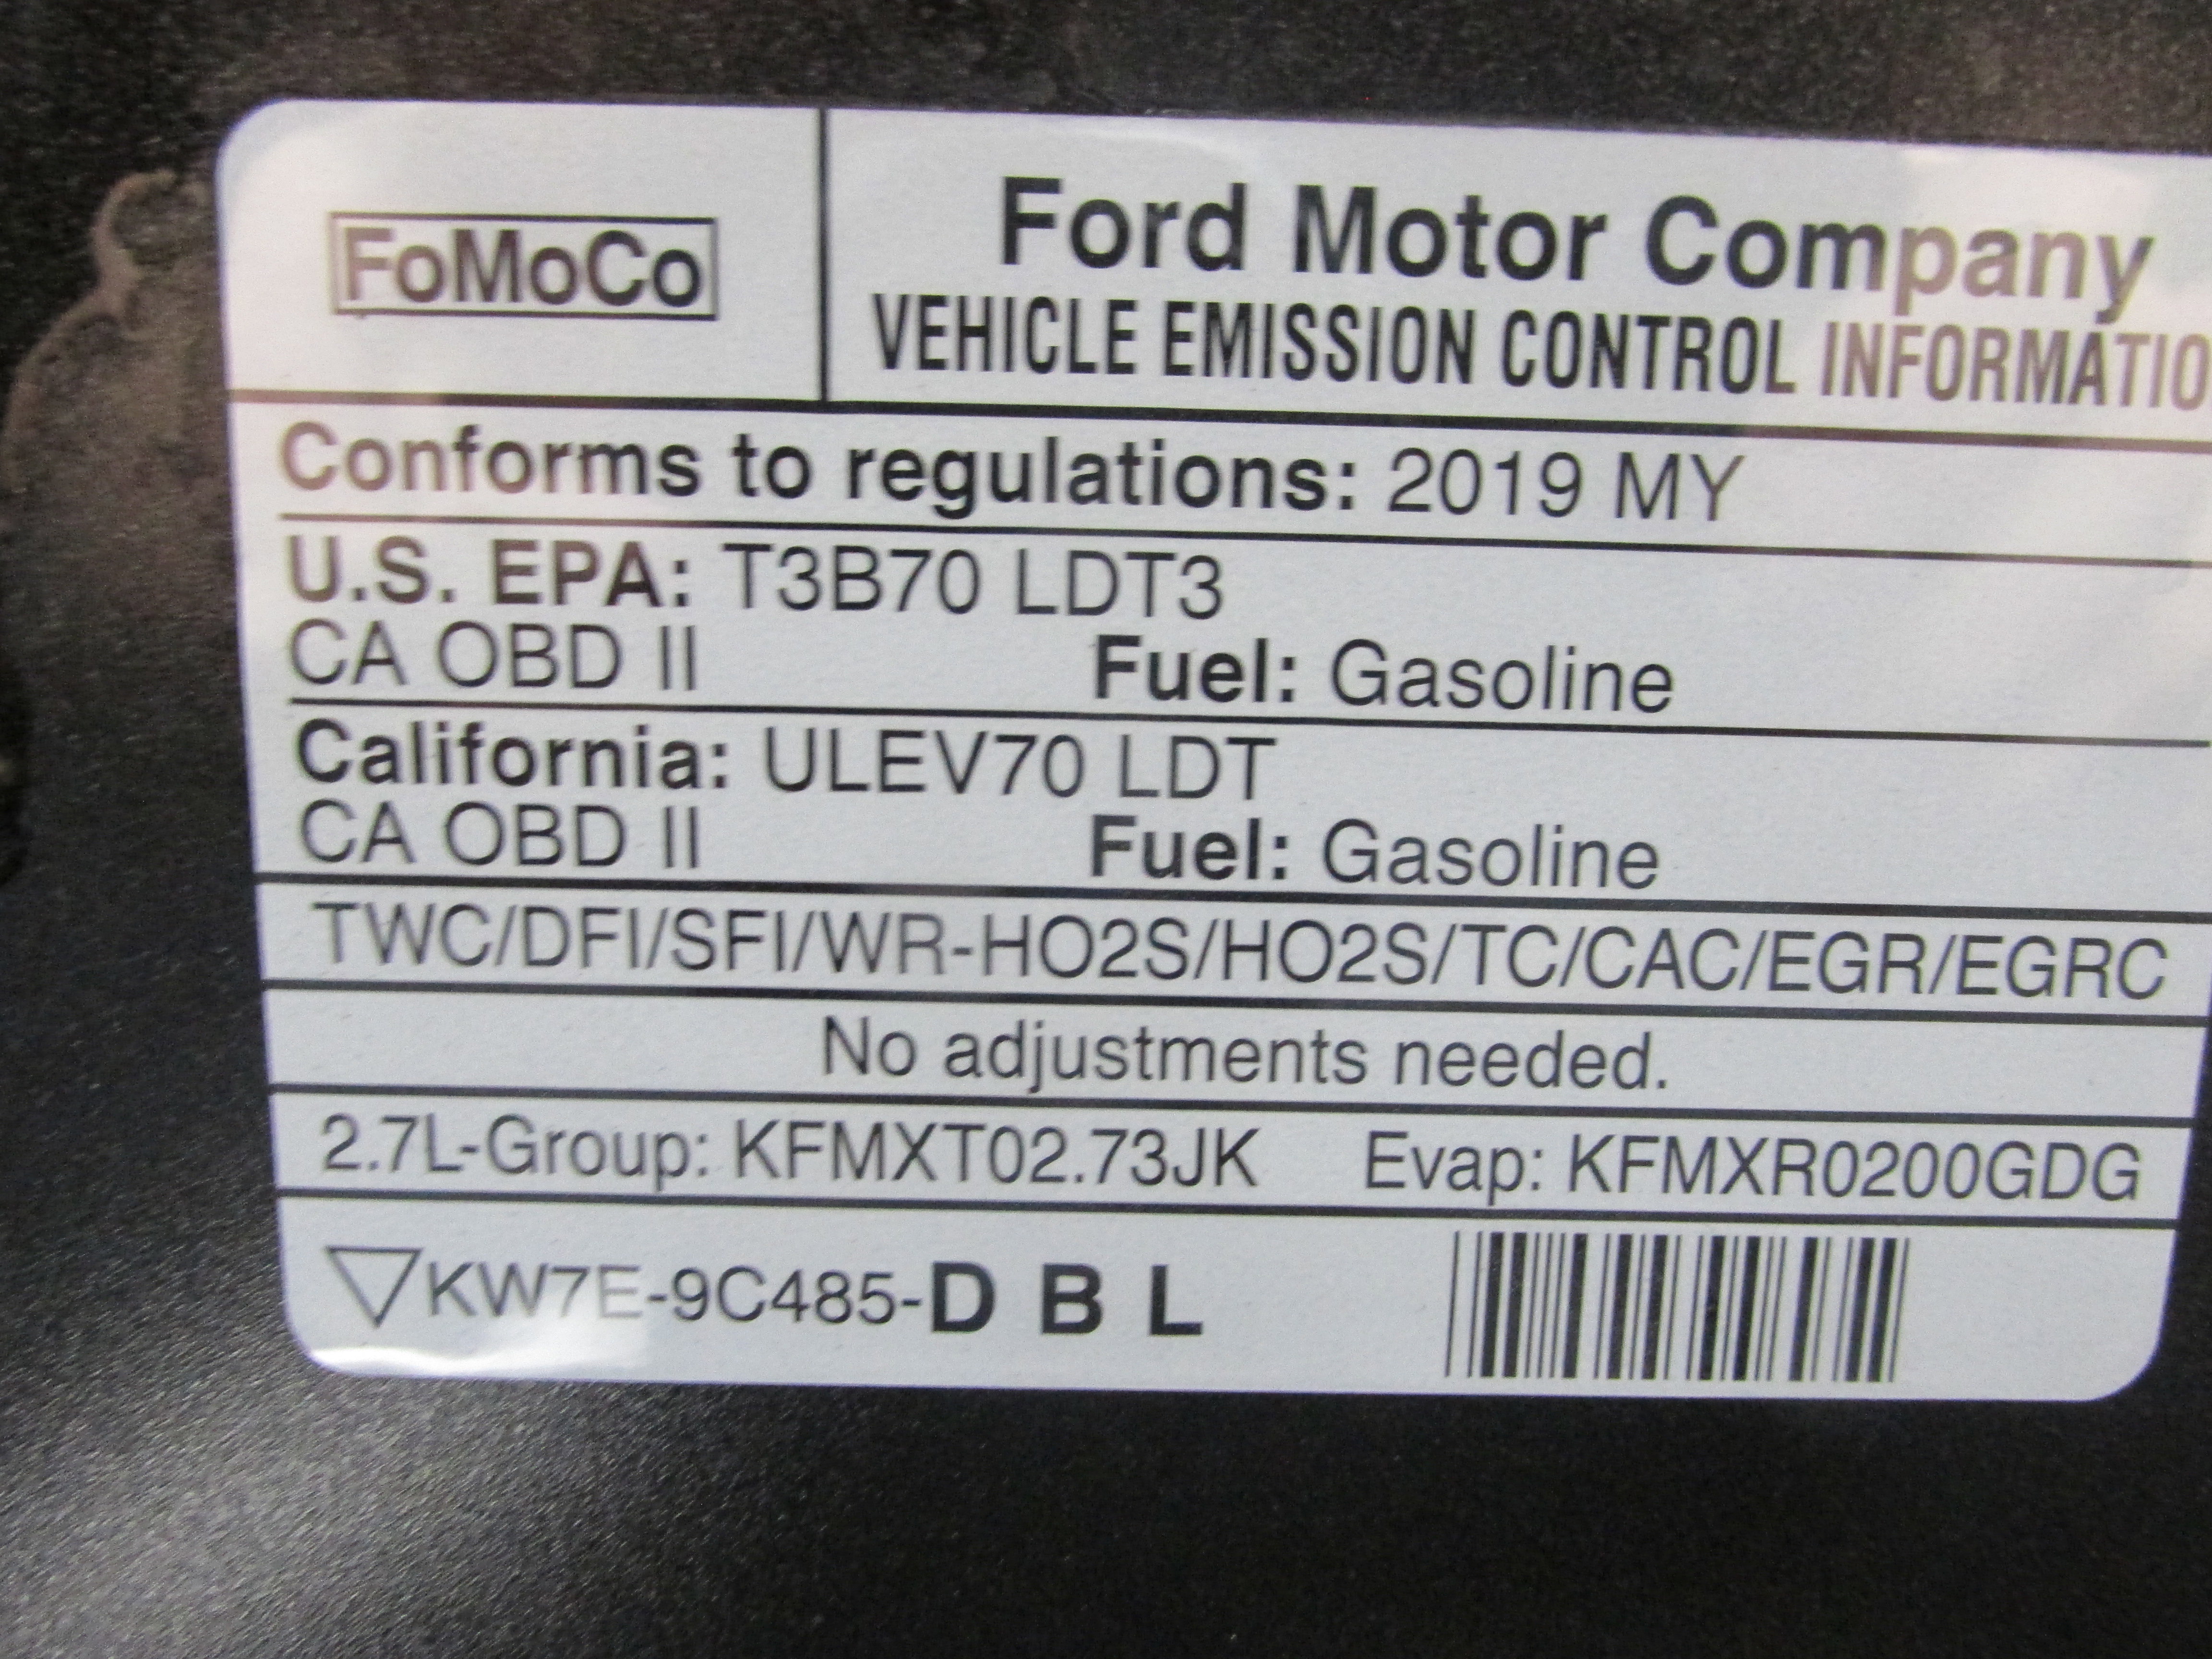 FoMoCo
Ford Motor Company
VEHICLE EMISSION CONTROL INFORMATIO
Conforms to regulations: 2019 MY
U.S. EPA: T3B70 LDT3
CA OBD II Fuel: Gasoline
California: ULEV70 LDT
CA OBD II Fuel: Gasoline
TWC/DFI/SFI/WR-HO2S/HO2S/TC/CAC/EGR/EGRC
No adjustments needed.
2.7L-Group: KFMXT02.73JK Evap: KFMXR0200GDG
▽KW7E-9C485-D B L